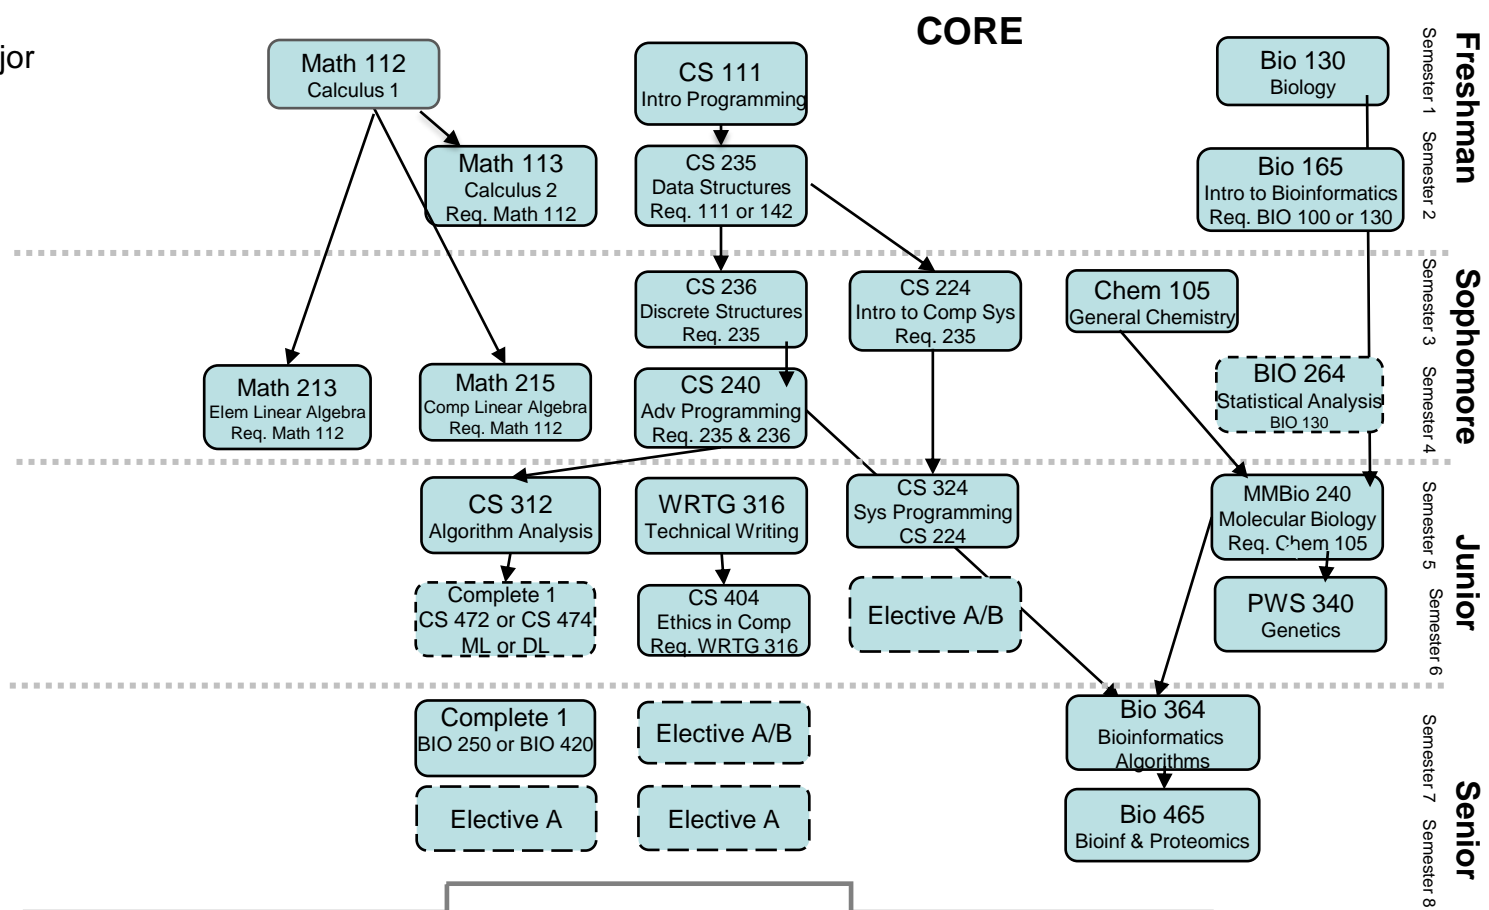 CORE
jor
Math 112
Calculus 1
CS 111
Intro Programming
Bio 130
Biology
Semester 1
Freshman
Math 113
Calculus 2
Req. Math 112
CS 235
Data Structures
Req. 111 or 142
Bio 165
Intro to Bioinformatics
Req. BIO 100 or 130
Semester 2
CS 236
Discrete Structures
Req. 235
CS 224
Intro to Comp Sys
Req. 235
Chem 105
General Chemistry
Semester 3
Sophomore
Math 213
Elem Linear Algebra
Req. Math 112
Math 215
Comp Linear Algebra
Req. Math 112
CS 240
Adv Programming
Req. 235 & 236
BIO 264
Statistical Analysis
BIO 130
Semester 4
CS 312
Algorithm Analysis
WRTG 316
Technical Writing
CS 324
Sys Programming
CS 224
MMBio 240
Molecular Biology
Req. Chem 105
Semester 5
Junior
Complete 1
CS 472 or CS 474
ML or DL
CS 404
Ethics in Comp
Req. WRTG 316
Elective A/B
PWS 340
Genetics
Semester 6
Complete 1
BIO 250 or BIO 420
Elective A/B
Bio 364
Bioinformatics
Algorithms
Semester 7
Senior
Elective A
Elective A
Bio 465
Bioinf & Proteomics
Semester 8